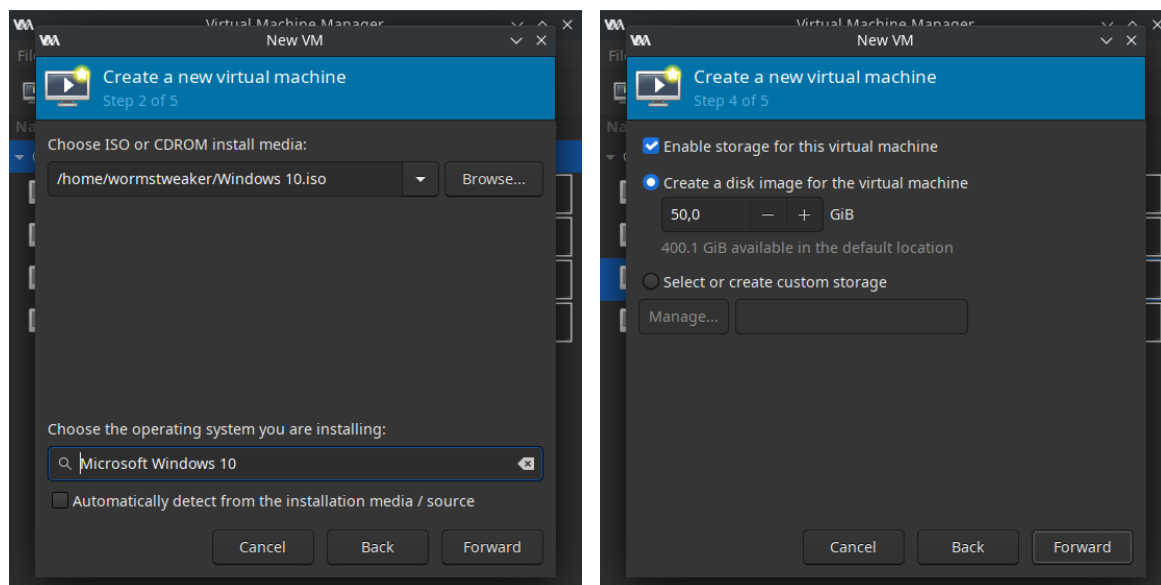 Virtual Machine Manager
New VM
Create a new virtual machine
Step 2 of 5
Choose ISO or CDROM install media:
/home/wormstweaker/Windows 10.iso
Browse...
Choose the operating system you are installing:
Microsoft Windows 10
Automatically detect from the installation media / source
Cancel Back Forward
Virtual Machine Manager
New VM
Create a new virtual machine
Step 4 of 5
Enable storage for this virtual machine
Create a disk image for the virtual machine
50,0 − + GiB
400.1 GiB available in the default location
Select or create custom storage
Manage...
Cancel Back Forward